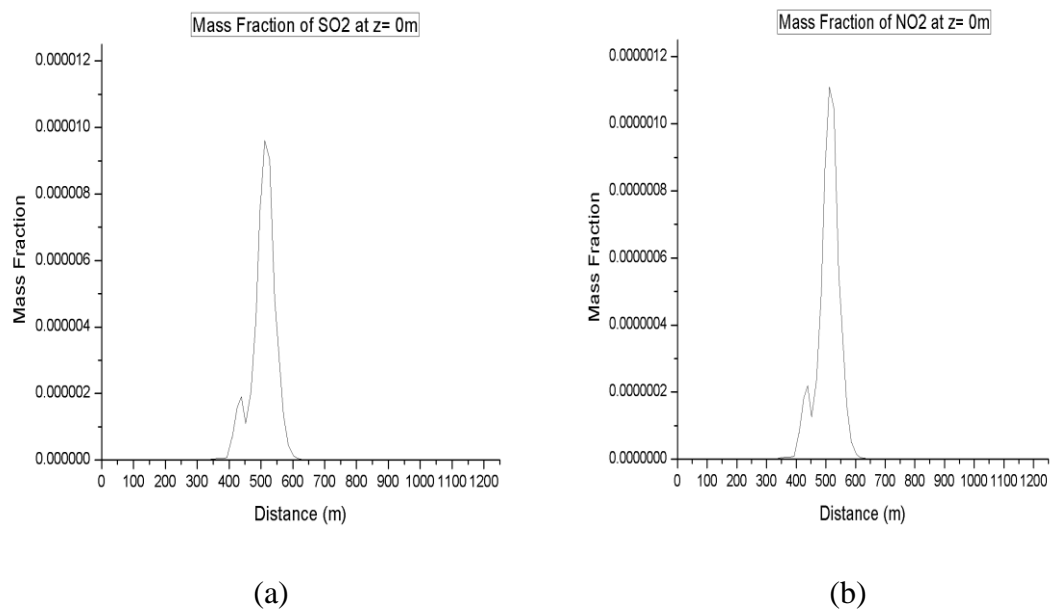 Mass Fraction of SO2 at z= 0m
0.000012
0.000010
0.000008
0.000006
0.000004
0.000002
0.000000
Mass Fraction
0 100 200 300 400 500 600 700 800 900 1000 1100 1200
Distance (m)
(a)
Mass Fraction of NO2 at z= 0m
0.0000012
0.0000010
0.0000008
0.0000006
0.0000004
0.0000002
0.0000000
Mass Fraction
0 100 200 300 400 500 600 700 800 900 1000 1100 1200
Distance (m)
(b)